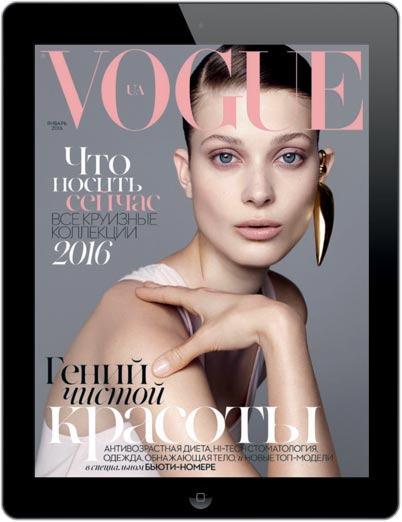 VOGUE
UA
ЯНВАРЬ
2016
Что
носить
сейчас
ВСЕ КРУИЗНЫЕ
КОЛЛЕКЦИИ
2016
Гений
чистой
красоты
АНТИВОЗРАСТНАЯ ДИЕТА, HI-TECH СТОМАТОЛОГИЯ,
ОДЕЖДА, ОБНАЖАЮЩАЯ ТЕЛО, и НОВЫЕ ТОП-МОДЕЛИ
в специальном БЬЮТИ-НОМЕРЕ